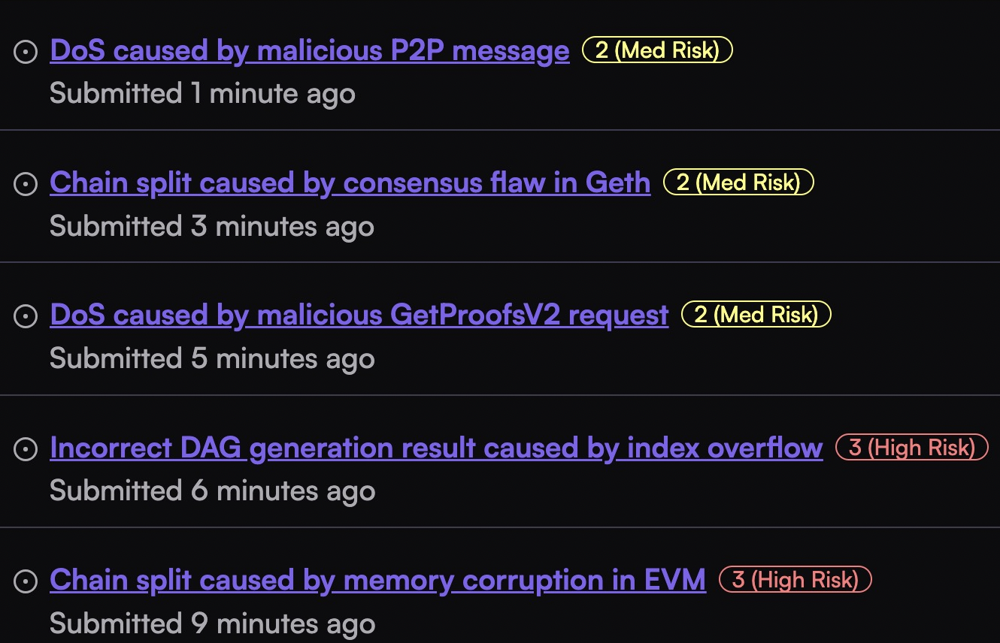 DoS caused by malicious P2P message 2 (Med Risk)
Submitted 1 minute ago
Chain split caused by consensus flaw in Geth 2 (Med Risk)
Submitted 3 minutes ago
DoS caused by malicious GetProofsV2 request 2 (Med Risk)
Submitted 5 minutes ago
Incorrect DAG generation result caused by index overflow 3 (High Risk)
Submitted 6 minutes ago
Chain split caused by memory corruption in EVM 3 (High Risk)
Submitted 9 minutes ago